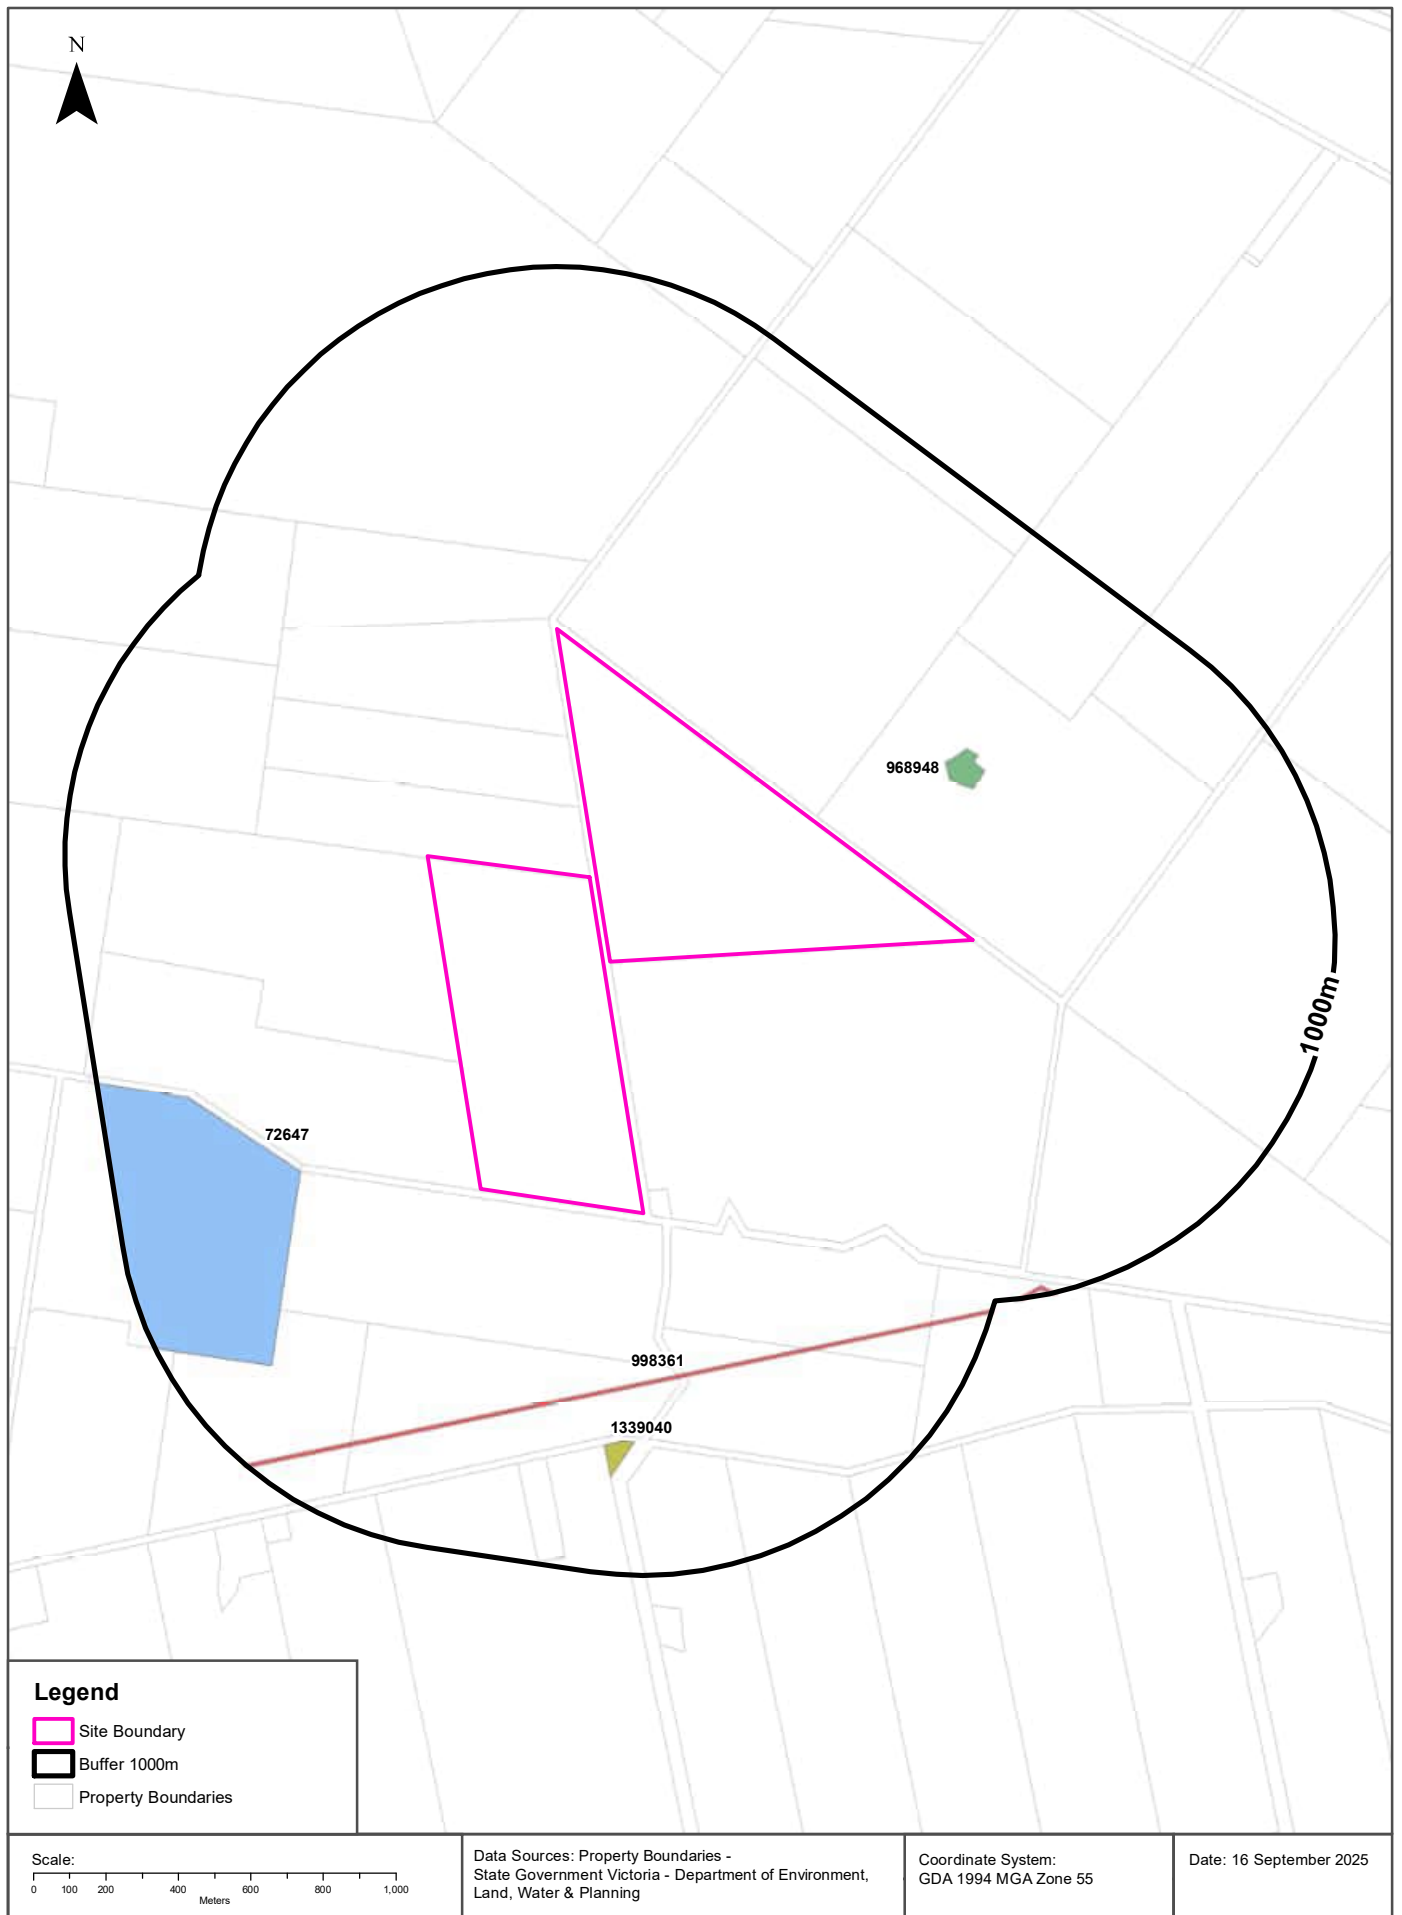 N
968948
1000m
72647
998361
1339040
Legend
Site Boundary
Buffer 1000m
Property Boundaries
Scale:
0 100 200 400 600 800 1,000
Meters
Data Sources: Property Boundaries -
State Government Victoria - Department of Environment,
Land, Water & Planning
Coordinate System:
GDA 1994 MGA Zone 55
Date: 16 September 2025